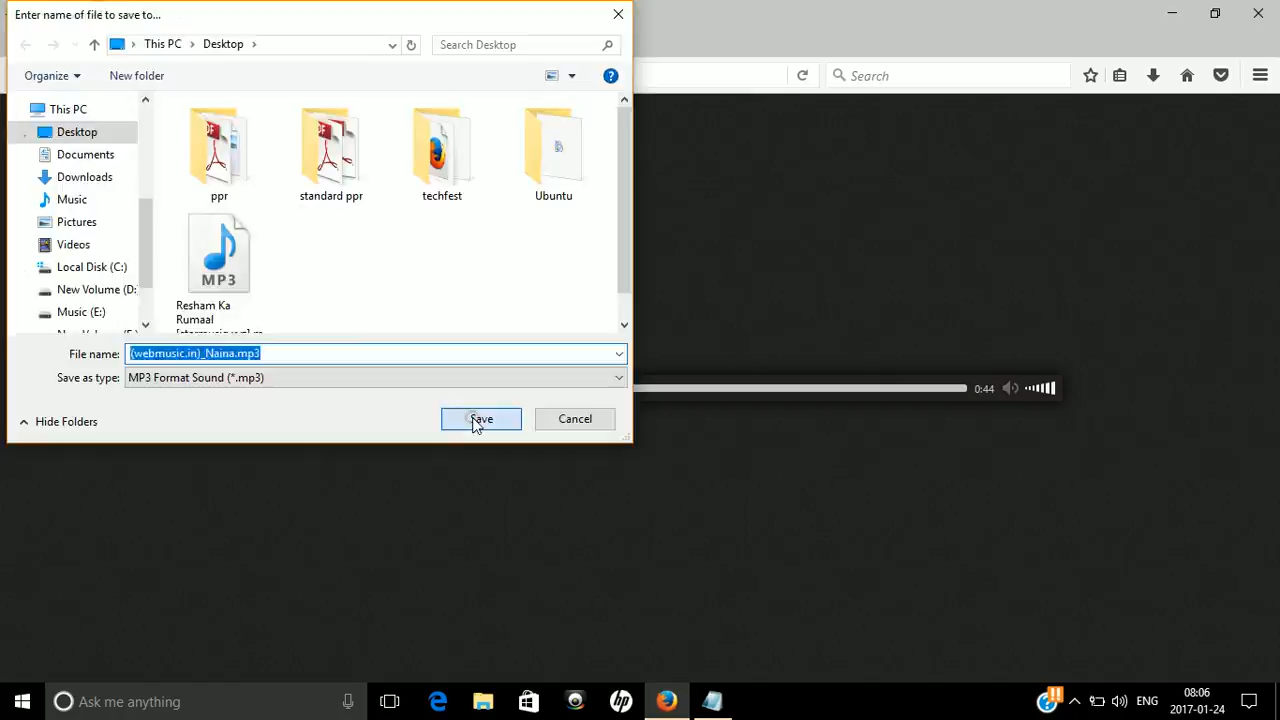 Enter name of file to save to...
This PC
Desktop
Search Desktop
Search
Organize
New folder
This PC
Desktop
Documents
Downloads
Music
Pictures
Videos
Local Disk (C:)
New Volume (D:
Music (E:)
ppr
standard ppr
techfest
Ubuntu
MP3
Resham Ka
Rumaal
File name:
(webmusic.in)_Naina.mp3
Save as type:
MP3 Format Sound (*.mp3)
0:44
Hide Folders
Save
Cancel
Ask me anything
hp
ENG
08:06
2017-01-24